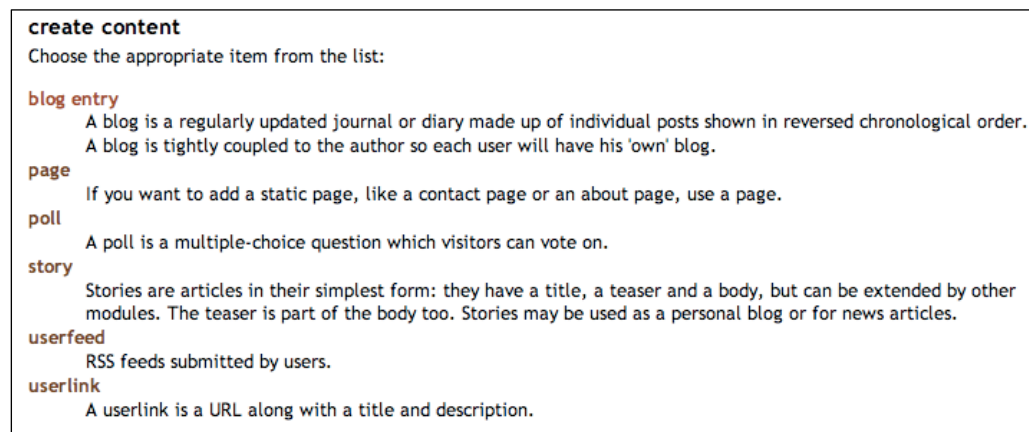 create content
Choose the appropriate item from the list:
blog entry
A blog is a regularly updated journal or diary made up of individual posts shown in reversed chronological order.
A blog is tightly coupled to the author so each user will have his 'own' blog.
page
If you want to add a static page, like a contact page or an about page, use a page.
poll
A poll is a multiple-choice question which visitors can vote on.
story
Stories are articles in their simplest form: they have a title, a teaser and a body, but can be extended by other
modules. The teaser is part of the body too. Stories may be used as a personal blog or for news articles.
userfeed
RSS feeds submitted by users.
userlink
A userlink is a URL along with a title and description.